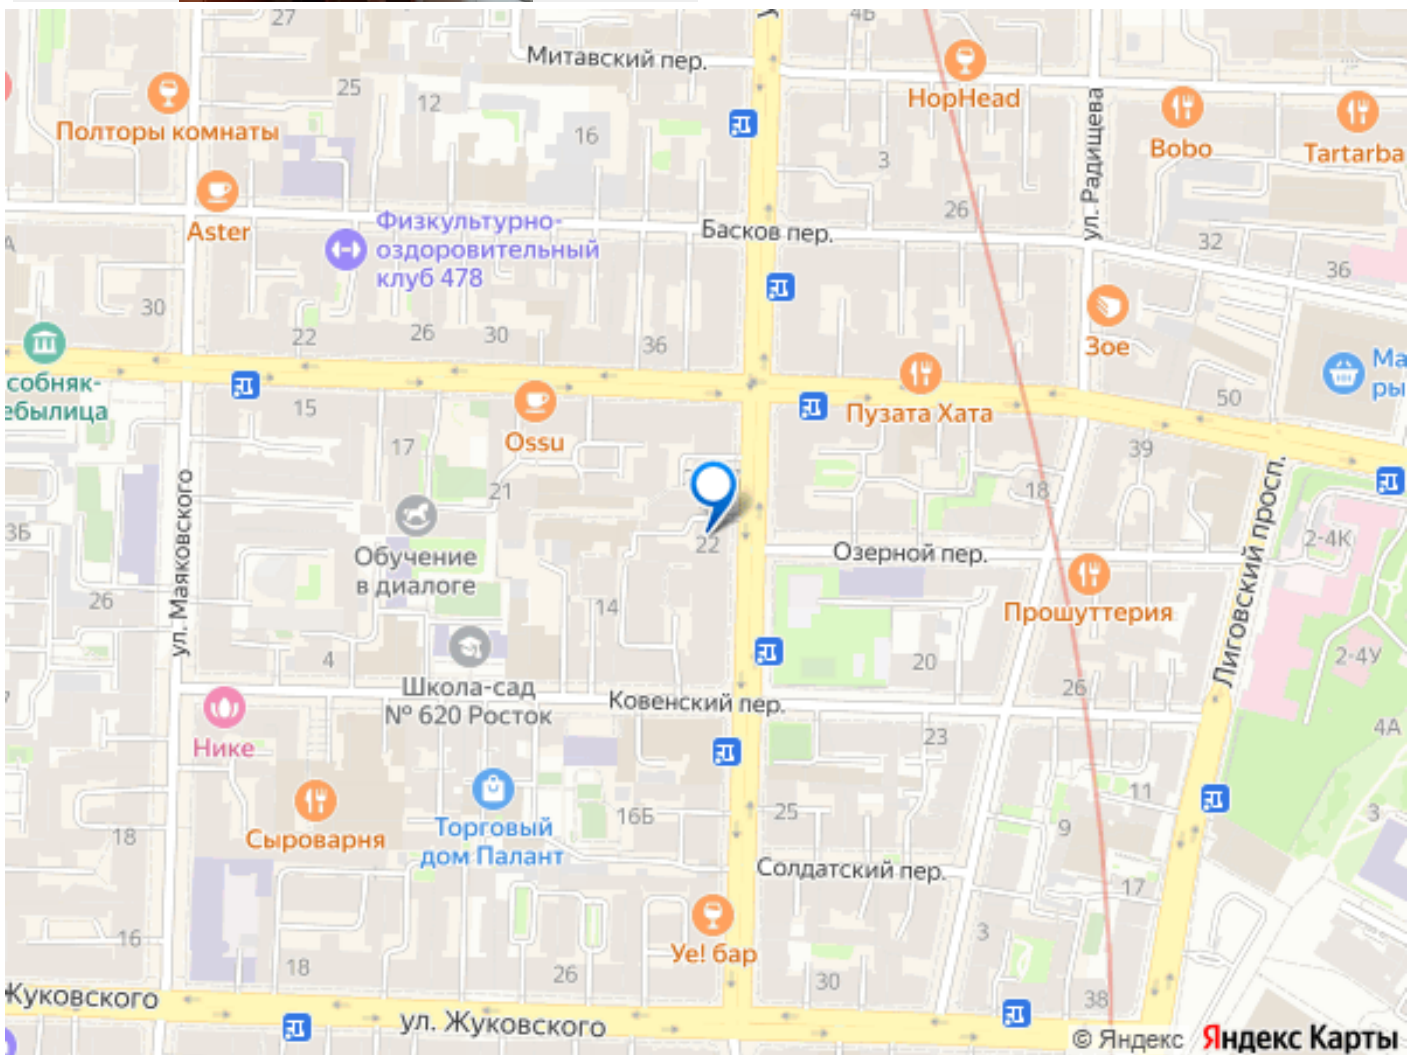 27
4Б
Митавский пер.
25
12
16
HopHead
Полторы комнаты
3
ул. Радищева
Bobo
Tartarba
Aster
Физкультурно-
оздоровительный
клуб 478
Басков пер.
26
32
36
30
22
26
30
36
Зое
Ма
ры
собняк-
ебылица
15
Ossu
Пузата Хата
50
17
39
21
18
ул. Маяковского
Лиговский просп.
3Б
Обучение
в диалоге
22
Озерной пер.
2-4К
26
14
Прошуттерия
4
20
2-4У
26
Школа-сад
№ 620 Росток
Ковенский пер.
Нике
23
4А
16Б
25
11
3
18
Сыроварня
Торговый
дом Палант
9
Солдатский пер.
17
16
3
Уе! бар
18
26
30
38
Жуковского
ул. Жуковского
© Яндекс Яндекс Карты